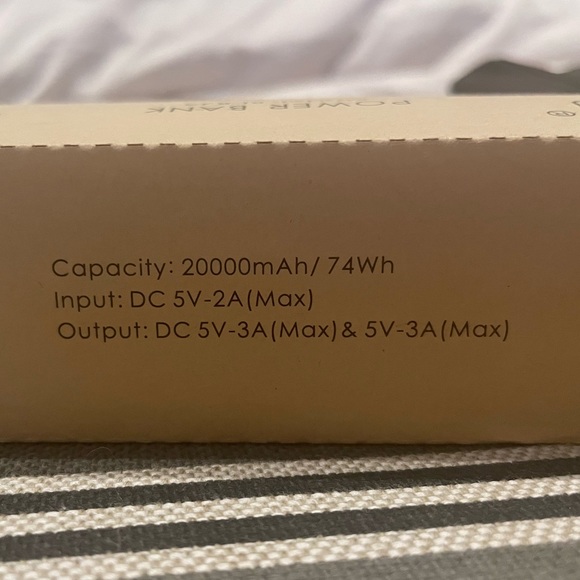 POWER BANK
Capacity: 20000mAh/ 74Wh
Input: DC 5V-2A(Max)
Output: DC 5V-3A(Max)& 5V-3A(Max)